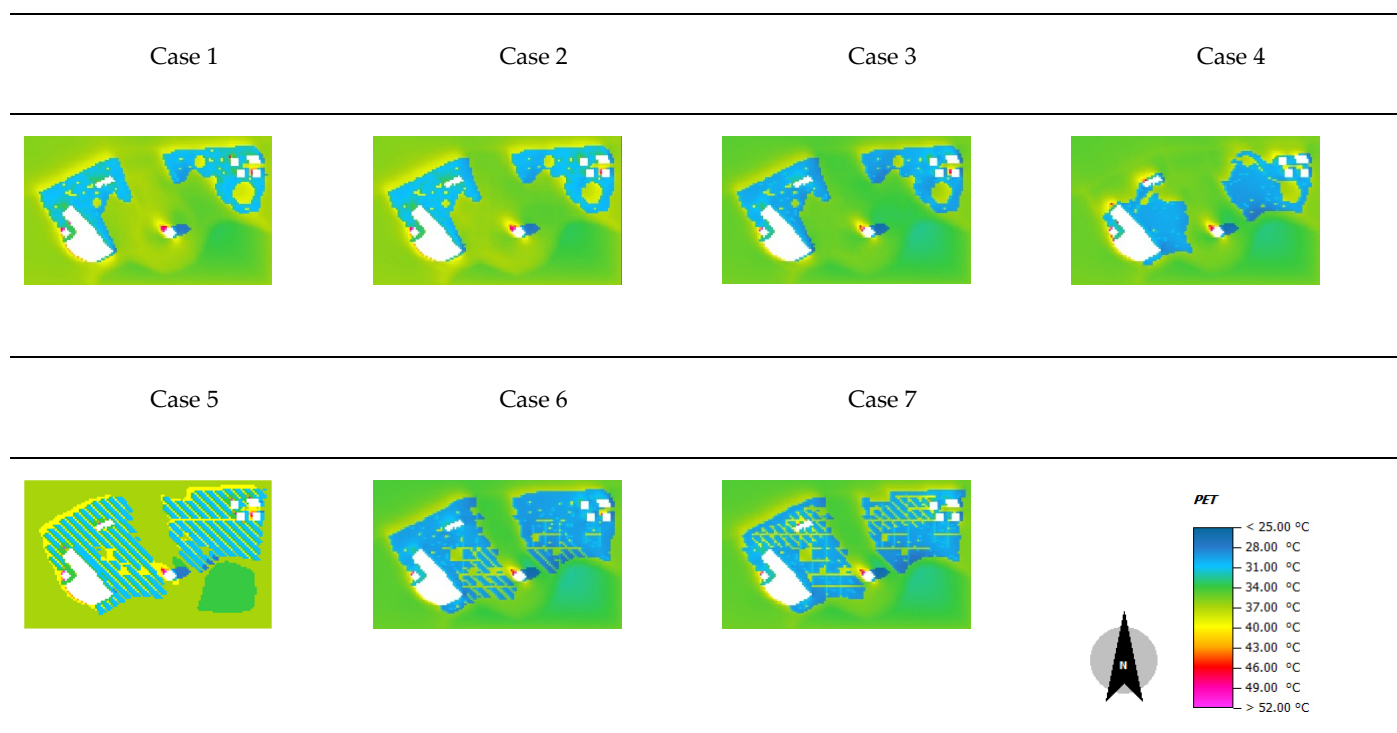 Case 1 Case 2 Case 3 Case 4
Case 5 Case 6 Case 7
PET
< 25.00 °C
28.00 °C
31.00 °C
34.00 °C
37.00 °C
40.00 °C
43.00 °C
46.00 °C
49.00 °C
> 52.00 °C
N